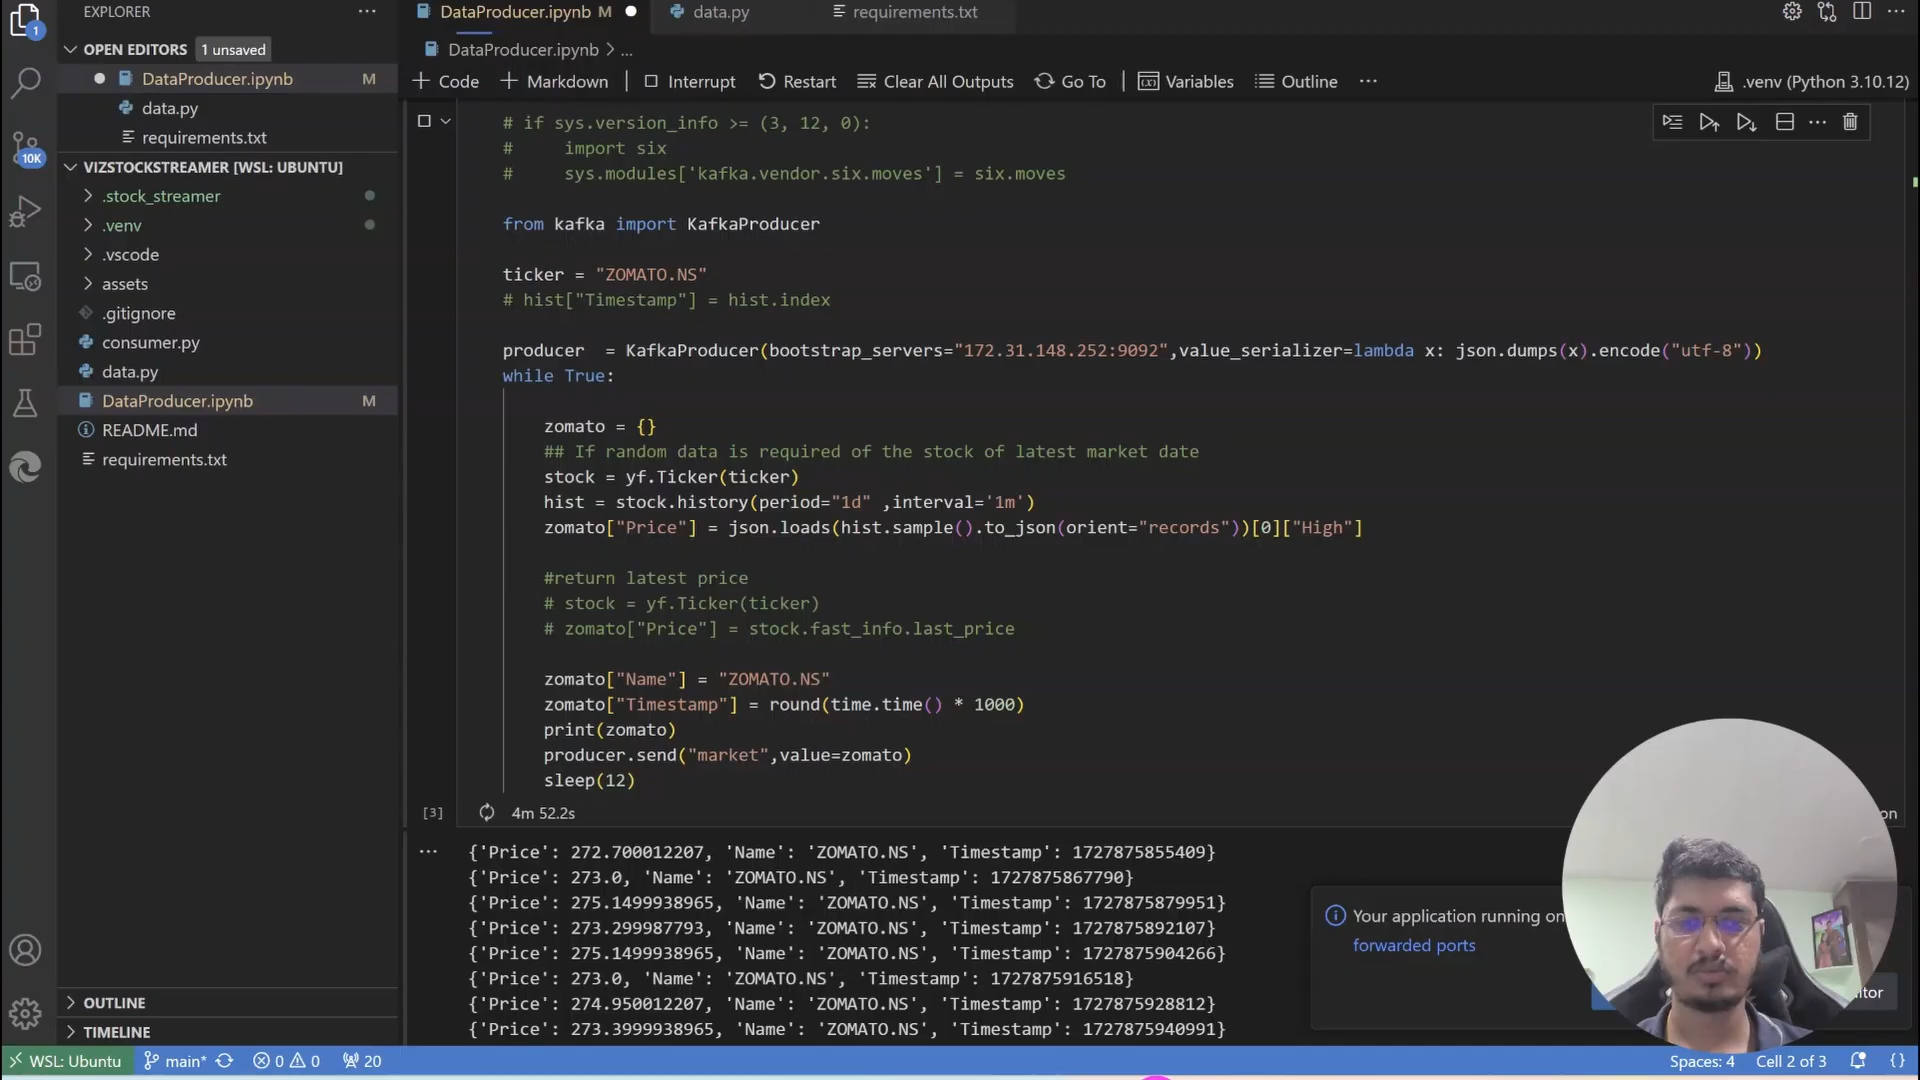 EXPLORER
OPEN EDITORS 1 unsaved
DataProducer.ipynb M
data.py
requirements.txt
VIZSTOCKSTREAMER [WSL: UBUNTU]
.stock_streamer
.venv
.vscode
assets
.gitignore
consumer.py
data.py
DataProducer.ipynb M
README.md
requirements.txt
OUTLINE
TIMELINE
1
10K
DataProducer.ipynb M data.py requirements.txt
DataProducer.ipynb > ...
Code Markdown Interrupt Restart Clear All Outputs Go To Variables Outline ... .venv (Python 3.10.12)
# if sys.version_info >= (3, 12, 0):
#     import six
#     sys.modules['kafka.vendor.six.moves'] = six.moves
from kafka import KafkaProducer
ticker = "ZOMATO.NS"
# hist["Timestamp"] = hist.index
producer  = KafkaProducer(bootstrap_servers="172.31.148.252:9092",value_serializer=lambda x: json.dumps(x).encode("utf-8"))
while True:
zomato = {}
## If random data is required of the stock of latest market date
stock = yf.Ticker(ticker)
hist = stock.history(period="1d" ,interval='1m')
zomato["Price"] = json.loads(hist.sample().to_json(orient="records"))[0]["High"]
#return latest price
# stock = yf.Ticker(ticker)
# zomato["Price"] = stock.fast_info.last_price
zomato["Name"] = "ZOMATO.NS"
zomato["Timestamp"] = round(time.time() * 1000)
print(zomato)
producer.send("market",value=zomato)
sleep(12)
[3] 4m 52.2s
{'Price': 272.700012207, 'Name': 'ZOMATO.NS', 'Timestamp': 1727875855409}
{'Price': 273.0, 'Name': 'ZOMATO.NS', 'Timestamp': 1727875867790}
{'Price': 275.1499938965, 'Name': 'ZOMATO.NS', 'Timestamp': 1727875879951}
{'Price': 273.299987793, 'Name': 'ZOMATO.NS', 'Timestamp': 1727875892107}
{'Price': 275.1499938965, 'Name': 'ZOMATO.NS', 'Timestamp': 1727875904266}
{'Price': 273.0, 'Name': 'ZOMATO.NS', 'Timestamp': 1727875916518}
{'Price': 274.950012207, 'Name': 'ZOMATO.NS', 'Timestamp': 1727875928812}
{'Price': 273.3999938965, 'Name': 'ZOMATO.NS', 'Timestamp': 1727875940991}
Your application running on
forwarded ports
WSL: Ubuntu main* 0 0 20 Spaces: 4 Cell 2 of 3 {}